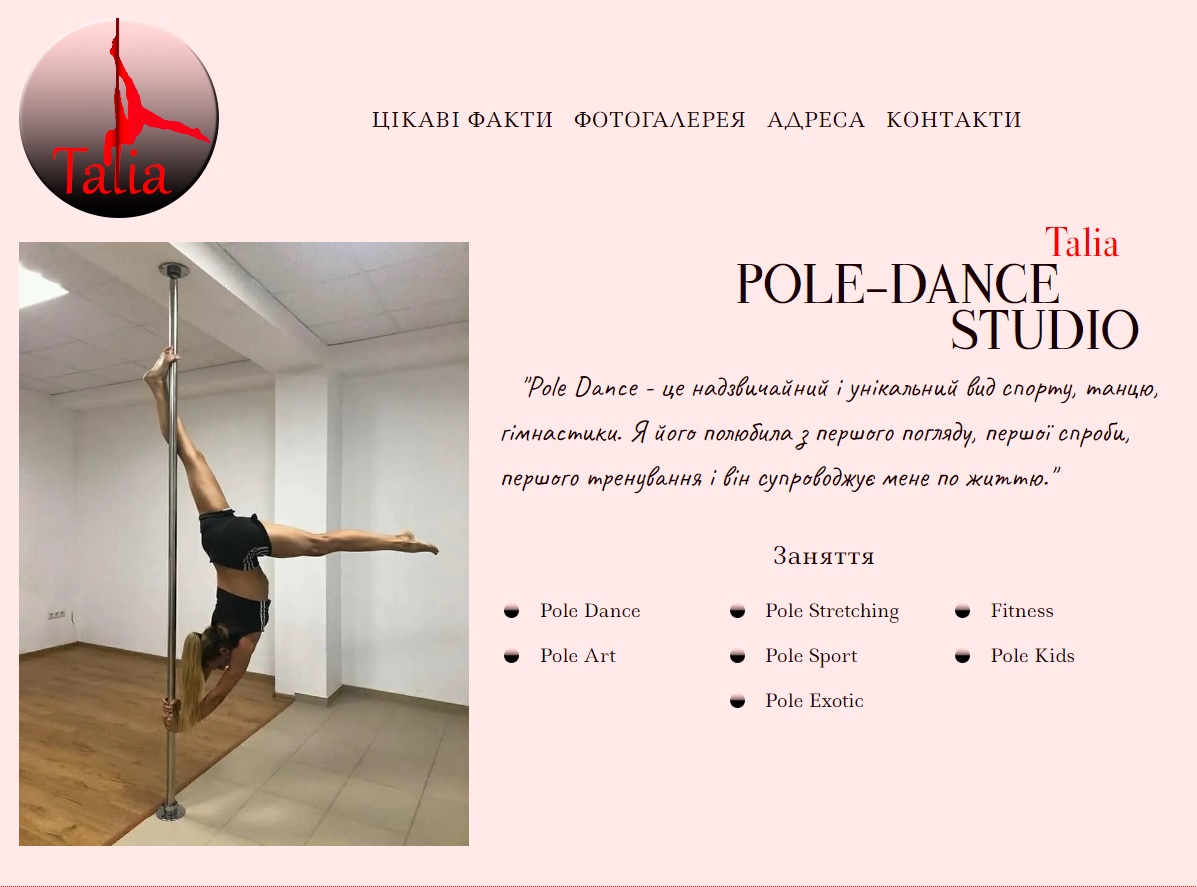 Talia
ЦІКАВІ ФАКТИ ФОТОГАЛЕРЕЯ АДРЕСА КОНТАКТИ
Talia
POLE-DANCE
STUDIO
"Pole Dance - це надзвичайний і унікальний вид спорту, танцю,
гімнастики. Я його полюбила з першого погляду, першої спроби,
першого тренування і він супроводжує мене по життю."
Заняття
Pole Dance Pole Stretching Fitness
Pole Art Pole Sport Pole Kids
Pole Exotic